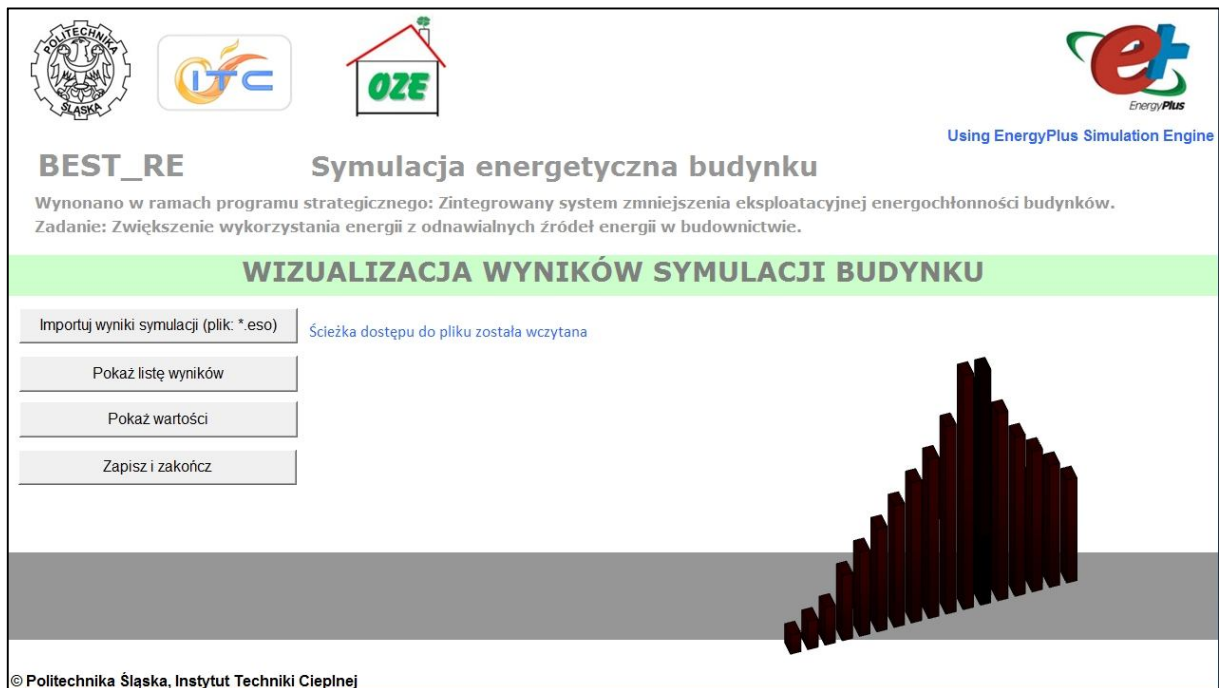 POLITECHNIKA
ŚLĄSKA
ITC
OZE
et
EnergyPlus
Using EnergyPlus Simulation Engine
BEST_RE Symulacja energetyczna budynku
Wynonano w ramach programu strategicznego: Zintegrowany system zmniejszenia eksploatacyjnej energochłonności budynków.
Zadanie: Zwiększenie wykorzystania energii z odnawialnych źródeł energii w budownictwie.
WIZUALIZACJA WYNIKÓW SYMULACJI BUDYNKU
Importuj wyniki symulacji (plik: *.eso) Ścieżka dostępu do pliku została wczytana
Pokaż listę wyników
Pokaż wartości
Zapisz i zakończ
© Politechnika Śląska, Instytut Techniki Cieplnej